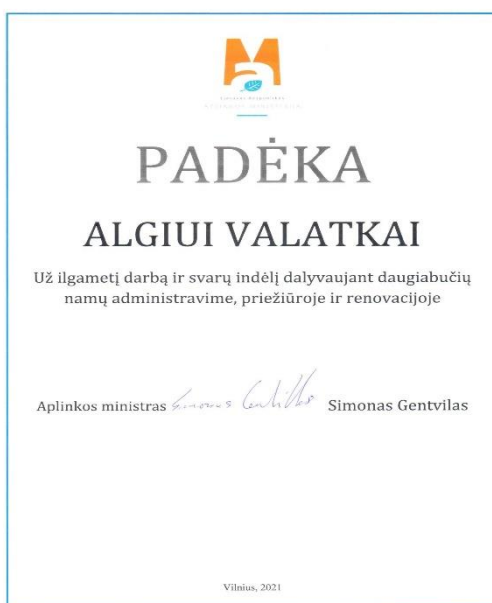 PADĖKA
ALGIUI VALATKAI
Už ilgametį darbą ir svarų indėlį dalyvaujant daugiabučių
namų administravime, priežiūroje ir renovacijoje
Aplinkos ministras Simonas Gentvilas
Vilnius, 2021